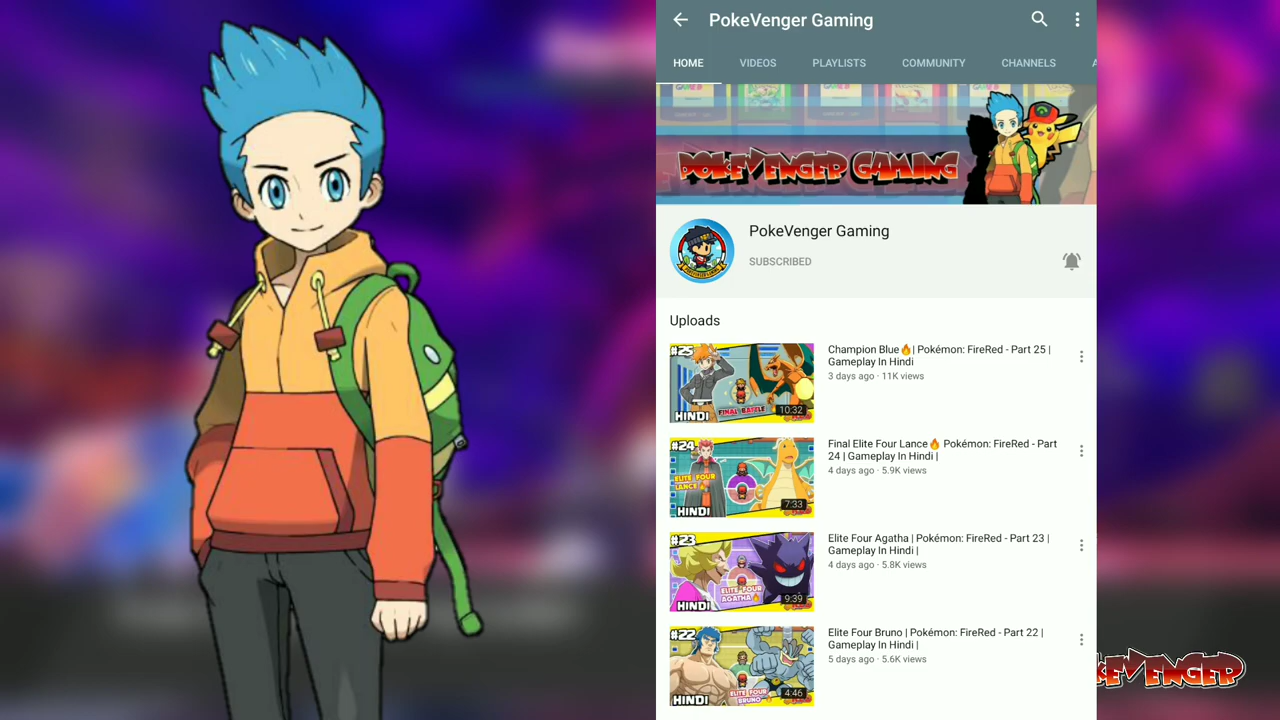 PokeVenger Gaming
HOME VIDEOS PLAYLISTS COMMUNITY CHANNELS
POKEVENGER GAMING
PokeVenger Gaming
SUBSCRIBED
Uploads
#25
FINAL BATTLE
HINDI
10:32
Champion Blue🔥| Pokémon: FireRed - Part 25 |
Gameplay In Hindi
3 days ago · 11K views
#24
ELITE FOUR
LANCE
HINDI
7:33
Final Elite Four Lance🔥 Pokémon: FireRed - Part
24 | Gameplay In Hindi |
4 days ago · 5.9K views
#23
ELITE FOUR
AGATHA
HINDI
9:39
Elite Four Agatha | Pokémon: FireRed - Part 23 |
Gameplay In Hindi |
4 days ago · 5.8K views
#22
ELITE FOUR
BRUNO
HINDI
4:46
Elite Four Bruno | Pokémon: FireRed - Part 22 |
Gameplay In Hindi |
5 days ago · 5.6K views
KEVENGER